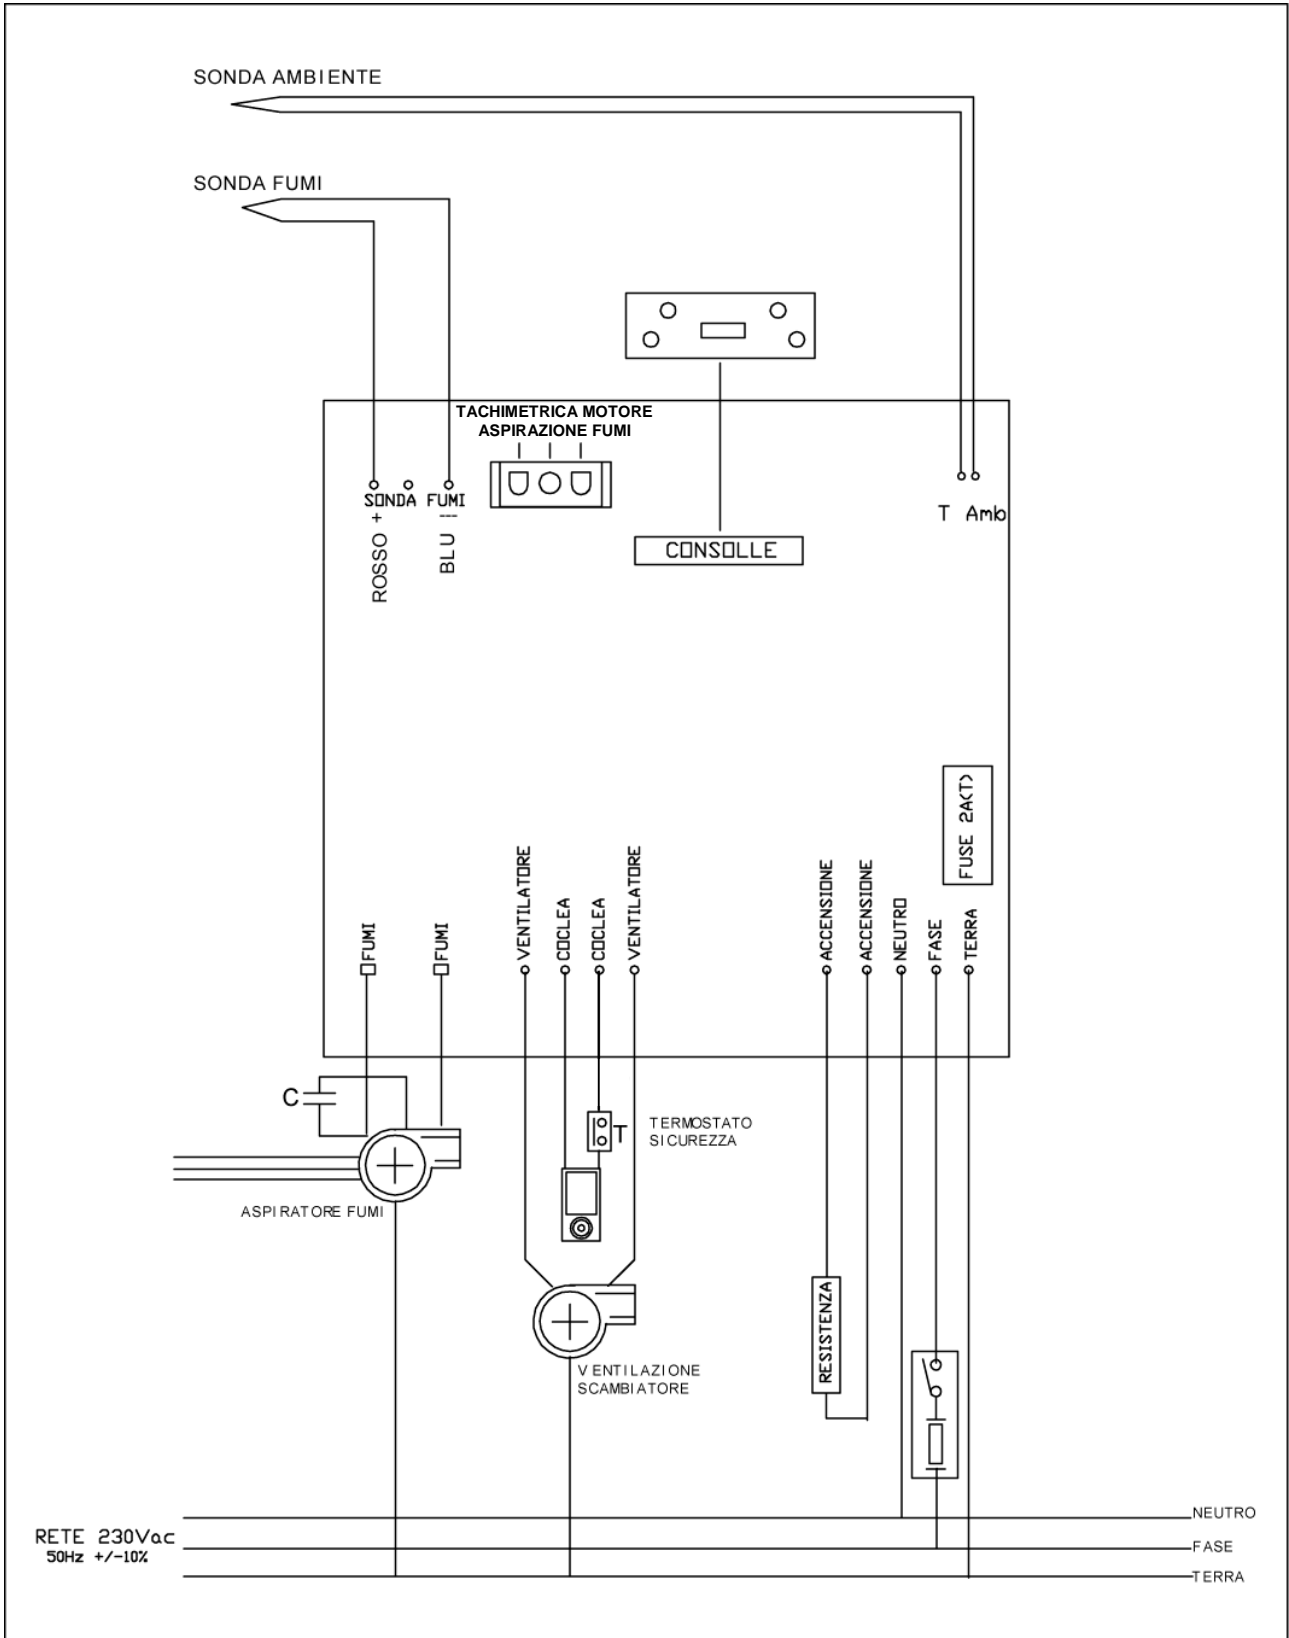 SONDA AMBIENTE
SONDA FUMI
TACHIMETRICA MOTORE
ASPIRAZIONE FUMI
SONDA FUMI
ROSSO +
BLU ---
T Amb
CONSOLLE
FUSE 2A(T)
FUMI
FUMI
VENTILATORE
COCLEA
COCLEA
VENTILATORE
ACCENSIONE
ACCENSIONE
NEUTRO
FASE
TERRA
C
T
TERMOSTATO
SICUREZZA
ASPIRATORE FUMI
RESISTENZA
VENTILAZIONE
SCAMBIATORE
RETE 230Vac
50Hz +/-10%
NEUTRO
FASE
TERRA